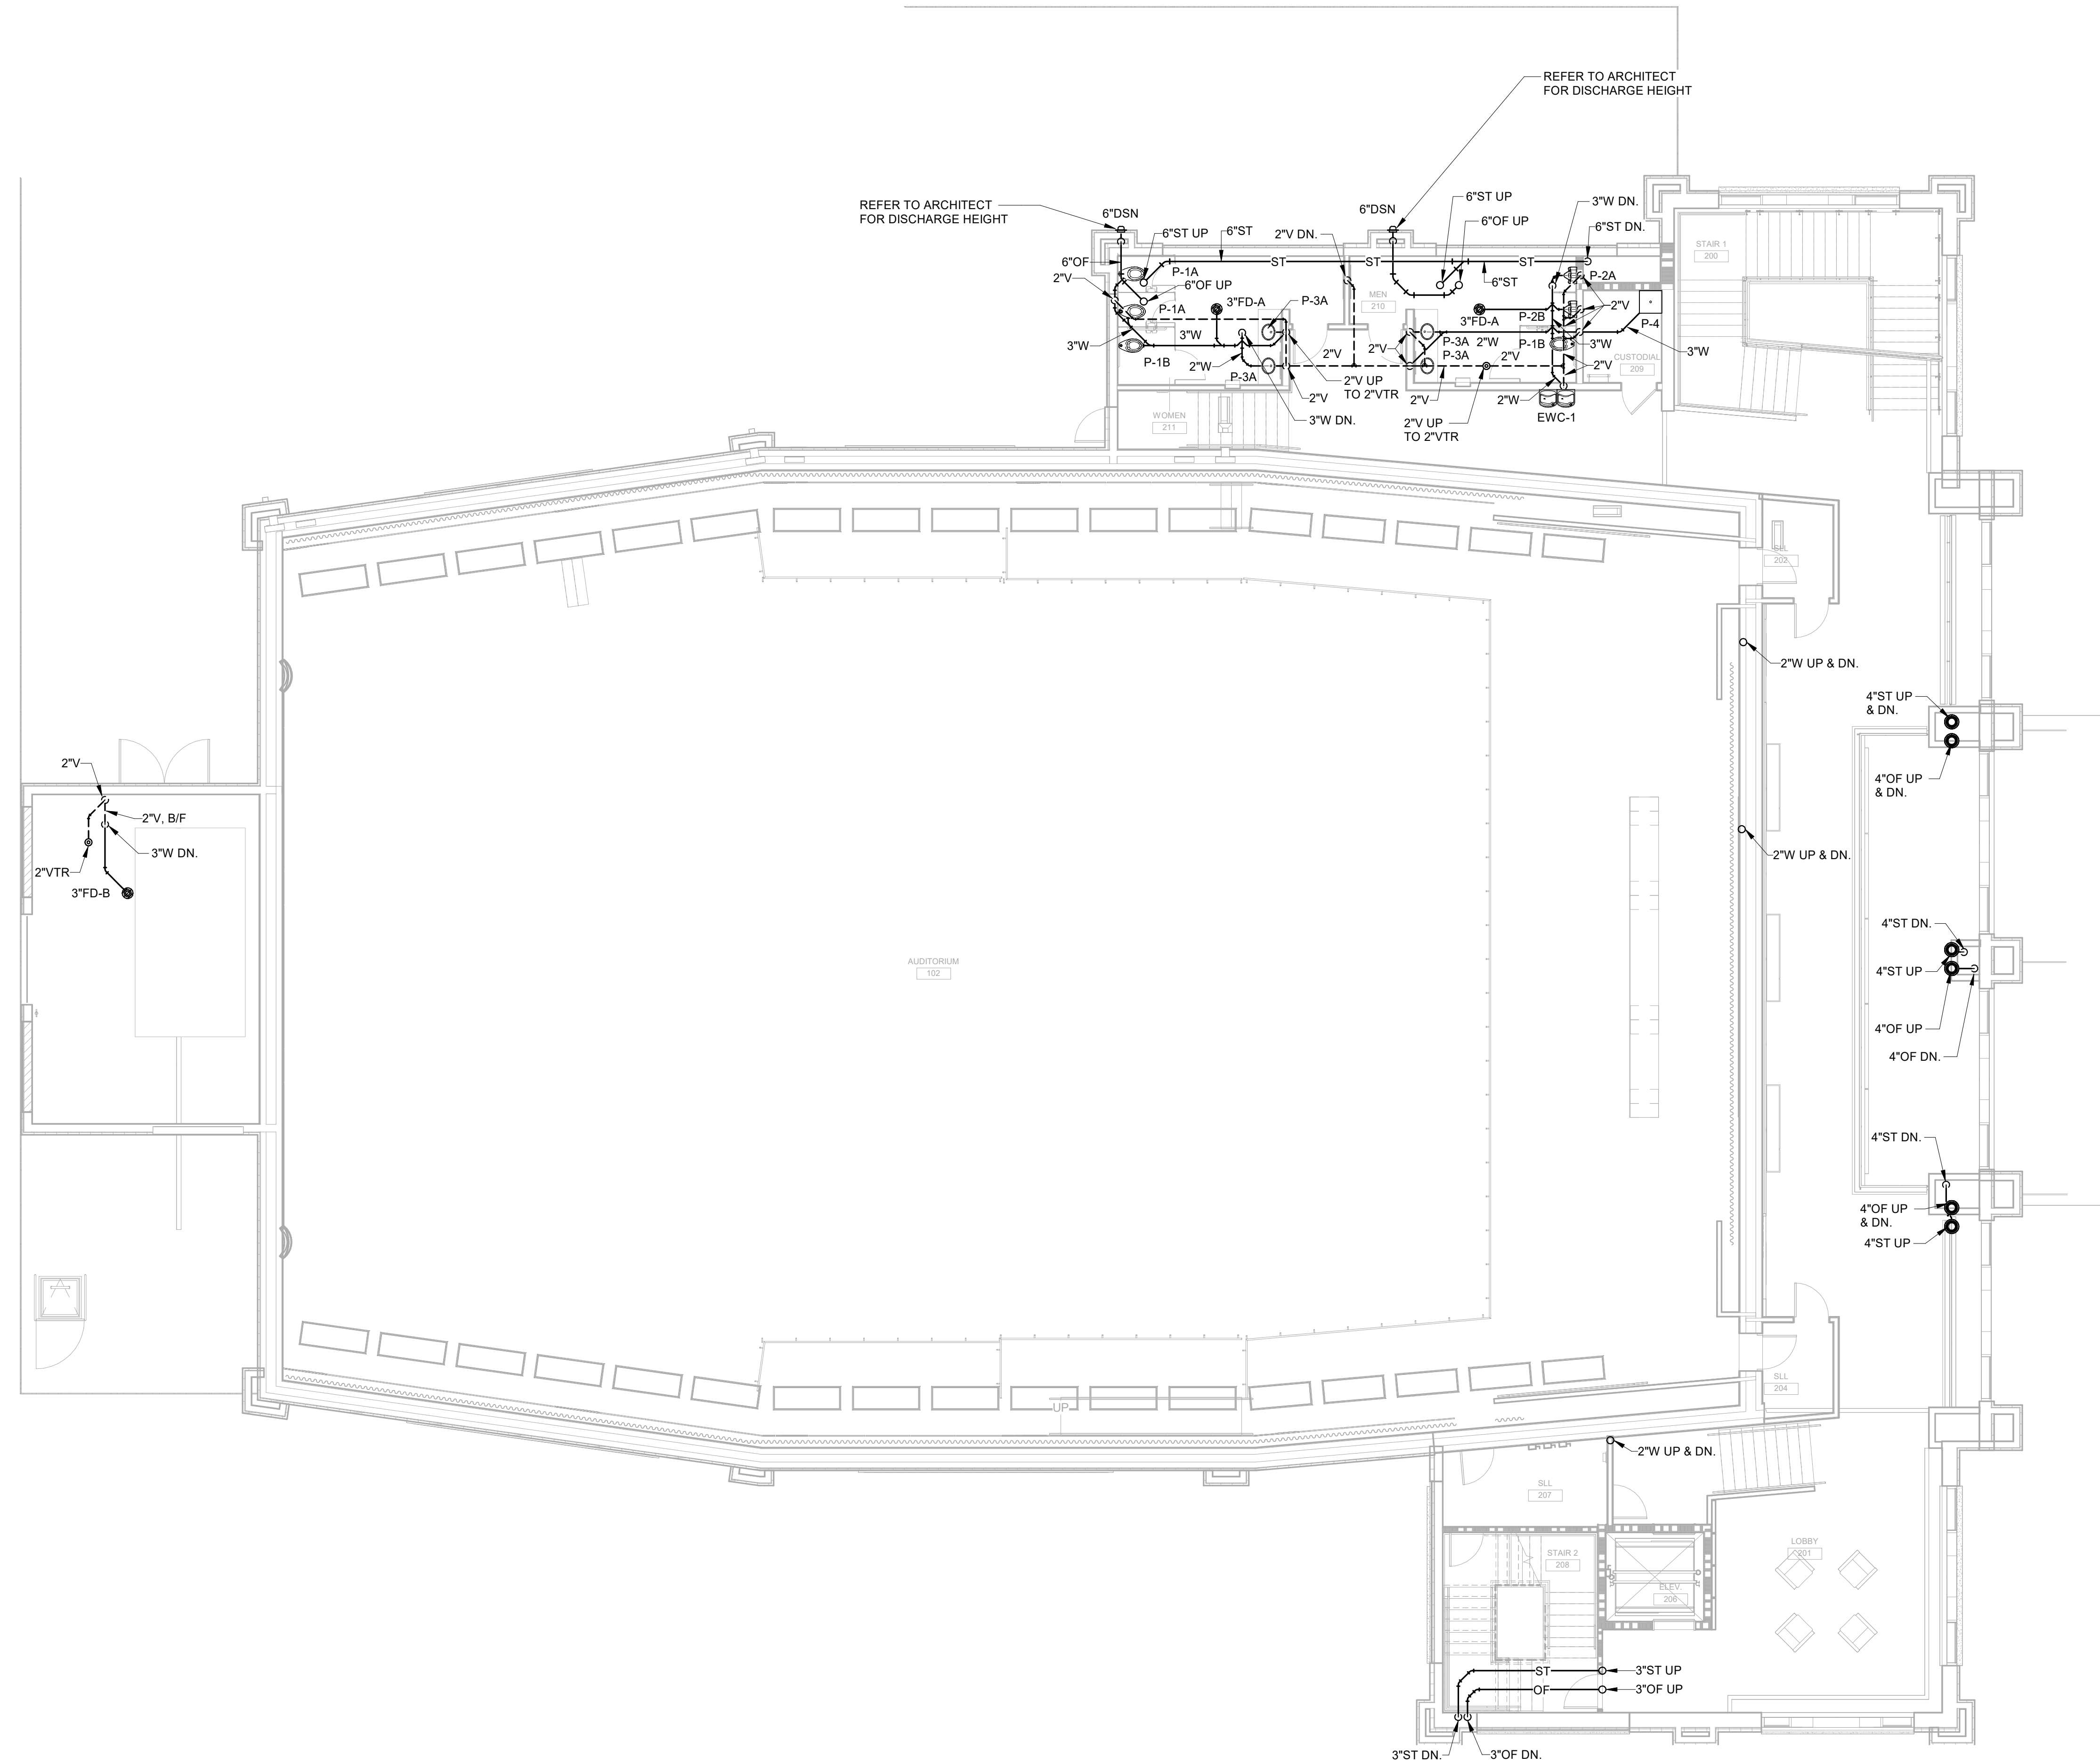 REFER TO ARCHITECT
FOR DISCHARGE HEIGHT
REFER TO ARCHITECT
FOR DISCHARGE HEIGHT
6"DSN
6"DSN
6"ST UP
6"OF UP
3"W DN.
6"ST DN.
6"ST UP
6"ST
2"V DN.
STAIR 1
200
6"OF
ST
ST
ST
P-1A
2"V
6"OF UP
6"ST
P-2A
MEN
210
P-1A
3"FD-A
P-3A
3"FD-A
P-2B
2"V
P-4
3"W
3"W
P-1B
2"W
P-3A
2"V
2"V
P-3A
P-3A
2"W
2"V
P-1B
3"W
3"W
CUSTODIAL
209
2"V
2"V UP
TO 2"VTR
2"V
3"W DN.
2"V
2"V UP
TO 2"VTR
2"W
EWC-1
WOMEN
211
SLL
202
2"W UP & DN.
4"ST UP
& DN.
4"OF UP
& DN.
2"V
2"V, B/F
3"W DN.
2"VTR
3"FD-B
2"W UP & DN.
AUDITORIUM
102
4"ST DN.
4"ST UP
4"OF UP
4"OF DN.
4"ST DN.
4"OF UP
& DN.
4"ST UP
SLL
204
UP
2"W UP & DN.
SLL
207
LOBBY
201
STAIR 2
208
ELEV.
206
ST
3"ST UP
OF
3"OF UP
3"ST DN.
3"OF DN.